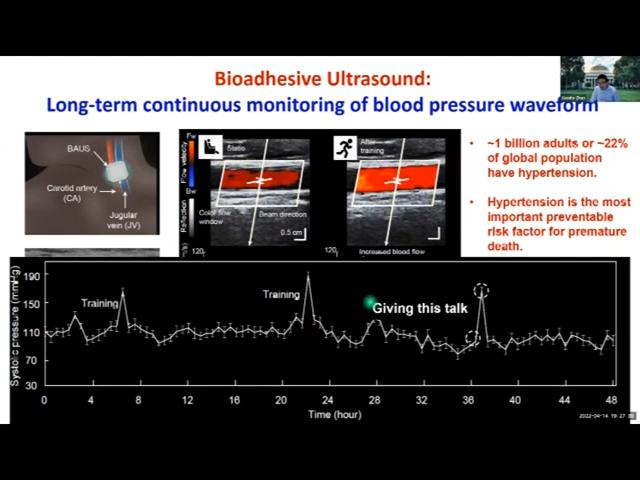 Bioadhesive Ultrasound:
Long-term continuous monitoring of blood pressure waveform
BAUS
Carotid artery
(CA)
Jugular
vein (JV)
Flow velocity
Fw
Bw
Reflection
Static
Color flow
window
Beam direction
0.5 cm
After
training
Increased blood flow
120
120
• ~1 billion adults or ~22%
of global population
have hypertension.
• Hypertension is the most
important preventable
risk factor for premature
death.
Systolic pressure (mmHg)
190
150
110
70
30
Training
Training
Giving this talk
0 4 8 12 16 20 24 28 32 36 40 44 48
Time (hour)